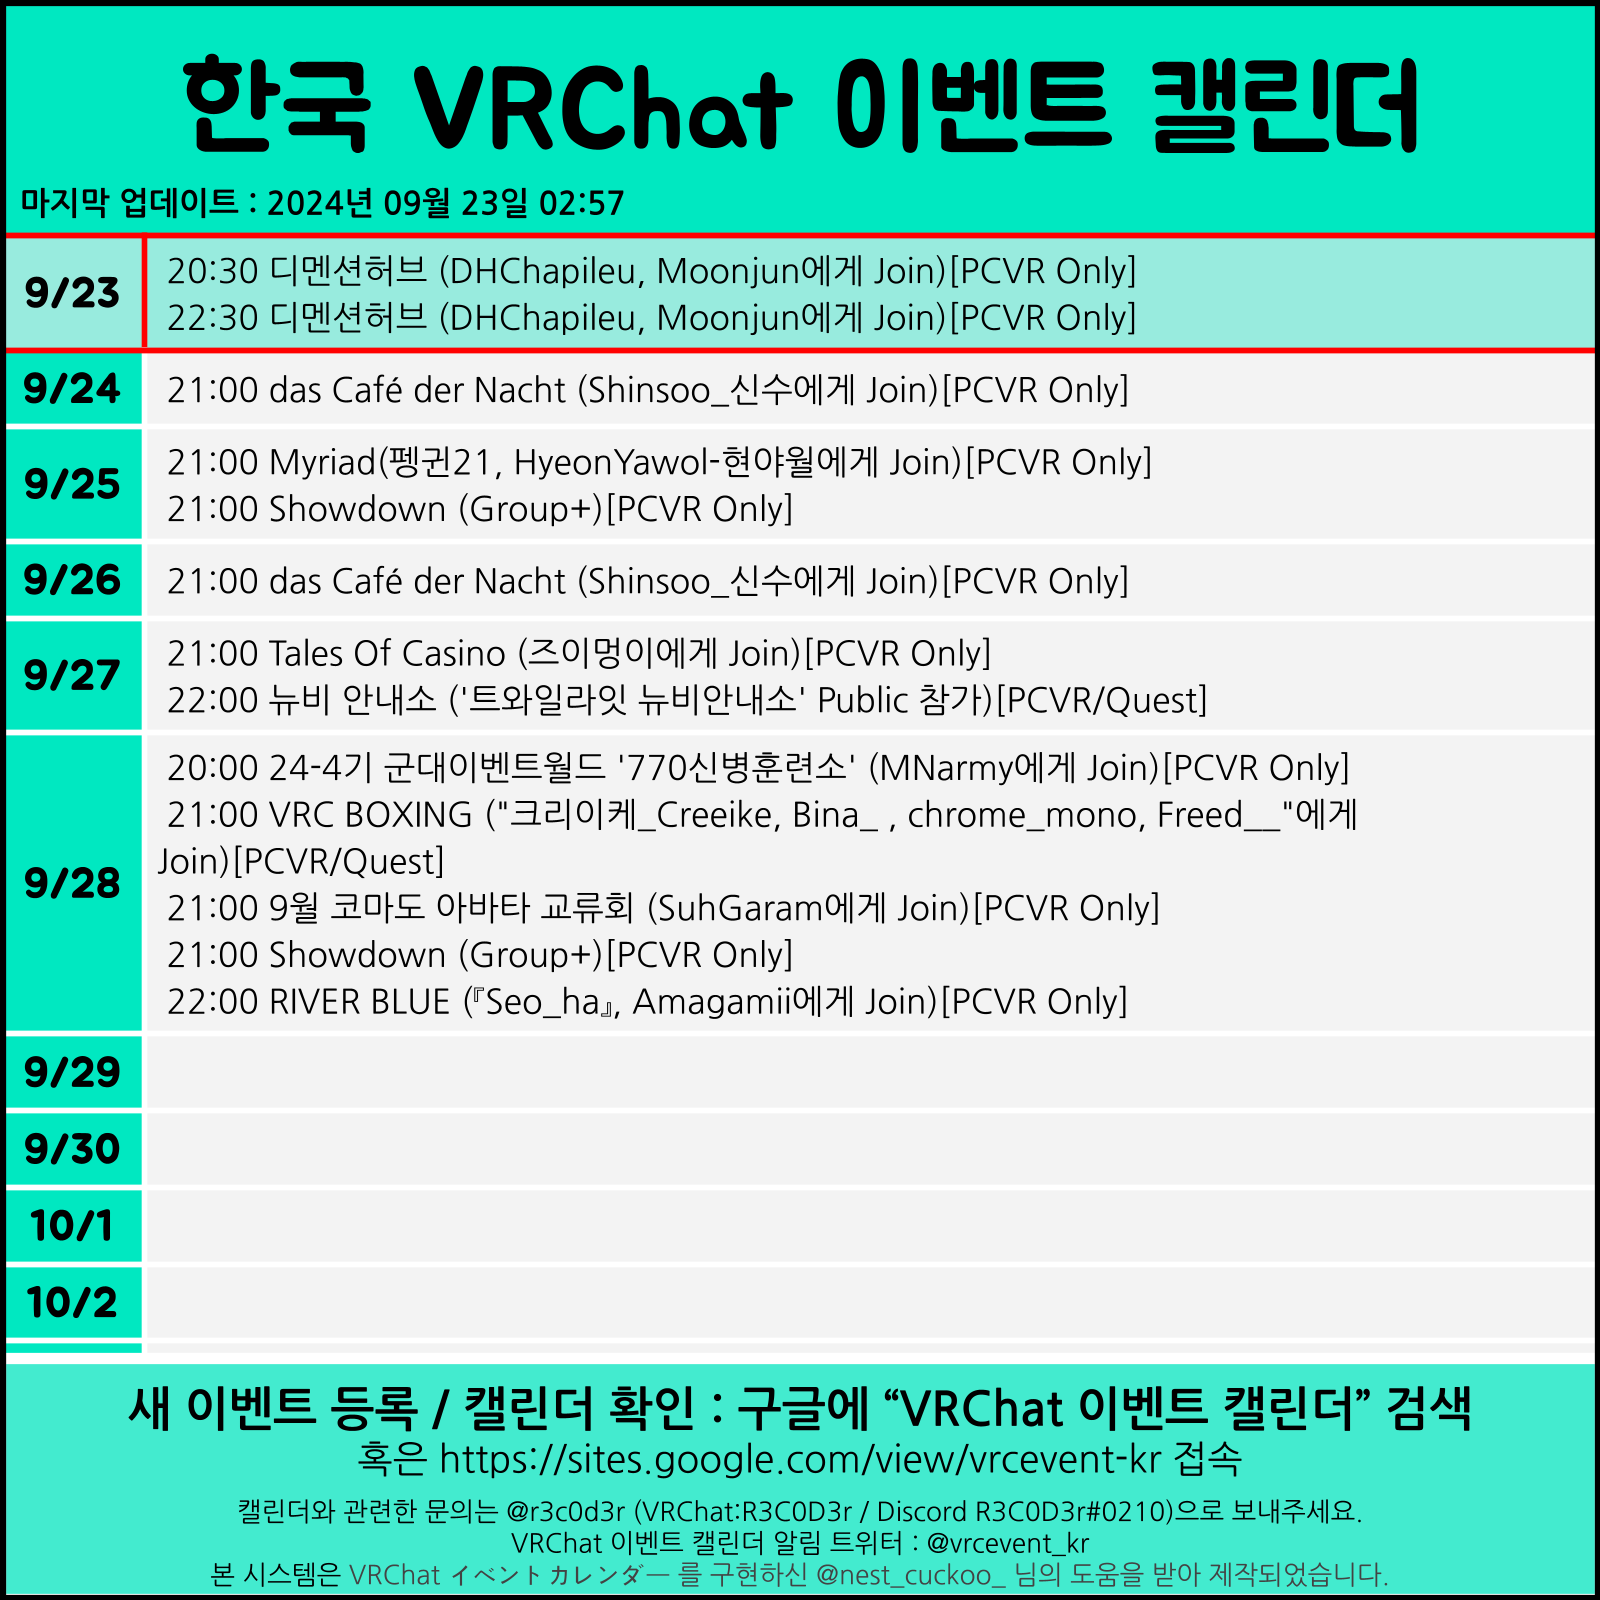 한국 VRChat 이벤트 캘린더
마지막 업데이트 : 2024년 09월 23일 02:57
9/23
20:30 디멘션허브 (DHChapileu, Moonjun에게 Join)[PCVR Only]
22:30 디멘션허브 (DHChapileu, Moonjun에게 Join)[PCVR Only]
9/24
21:00 das Café der Nacht (Shinsoo_신수에게 Join)[PCVR Only]
9/25
21:00 Myriad(펭귄21, HyeonYawol-현야월에게 Join)[PCVR Only]
21:00 Showdown (Group+)[PCVR Only]
9/26
21:00 das Café der Nacht (Shinsoo_신수에게 Join)[PCVR Only]
9/27
21:00 Tales Of Casino (즈이멍이에게 Join)[PCVR Only]
22:00 뉴비 안내소 ('트와일라잇 뉴비안내소' Public 참가)[PCVR/Quest]
9/28
20:00 24-4기 군대이벤트월드 '770신병훈련소' (MNarmy에게 Join)[PCVR Only]
21:00 VRC BOXING ("크리이케_Creeike, Bina_ , chrome_mono, Freed__"에게
Join)[PCVR/Quest]
21:00 9월 코마도 아바타 교류회 (SuhGaram에게 Join)[PCVR Only]
21:00 Showdown (Group+)[PCVR Only]
22:00 RIVER BLUE (『Seo_ha』, Amagamii에게 Join)[PCVR Only]
9/29
9/30
10/1
10/2
새 이벤트 등록 / 캘린더 확인 : 구글에 “VRChat 이벤트 캘린더” 검색
혹은 https://sites.google.com/view/vrcevent-kr 접속
캘린더와 관련한 문의는 @r3c0d3r (VRChat:R3C0D3r / Discord R3C0D3r#0210)으로 보내주세요.
VRChat 이벤트 캘린더 알림 트위터 : @vrcevent_kr
본 시스템은 VRChat イベントカレンダー 를 구현하신 @nest_cuckoo_ 님의 도움을 받아 제작되었습니다.